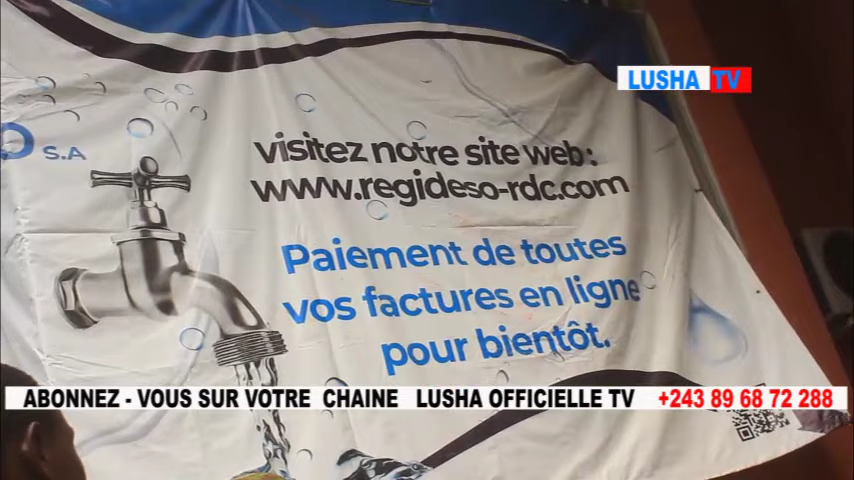 LUSHA TV
S.A
visitez notre site web:
www.regideso-rdc.com
Paiement de toutes
vos factures en ligne
pour bientôt.
ABONNEZ - VOUS SUR VOTRE CHAINE LUSHA OFFICIELLE TV +243 89 68 72 288